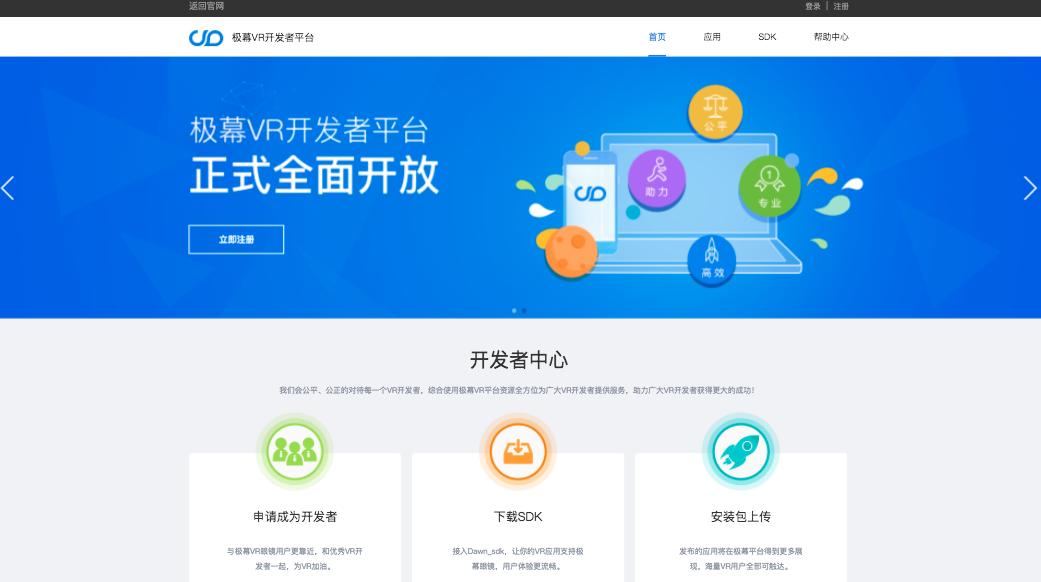 返回官网
登录 | 注册
极幕VR开发者平台
首页 应用 SDK 帮助中心
极幕VR开发者平台
正式全面开放
立即注册
公平
助力
1
专业
高效
开发者中心
我们会公平、公正的对待每一个VR开发者，综合使用极幕VR平台资源全方位为广大VR开发者提供服务，助力广大VR开发者获得更大的成功！
申请成为开发者
与极幕VR眼镜用户更靠近，和优秀VR开
发者一起，为VR加油。
下载SDK
接入Dawn_sdk，让你的VR应用支持极
幕眼镜，用户体验更流畅。
安装包上传
发布的应用将在极幕平台得到更多展
现，海量VR用户全部可触达。